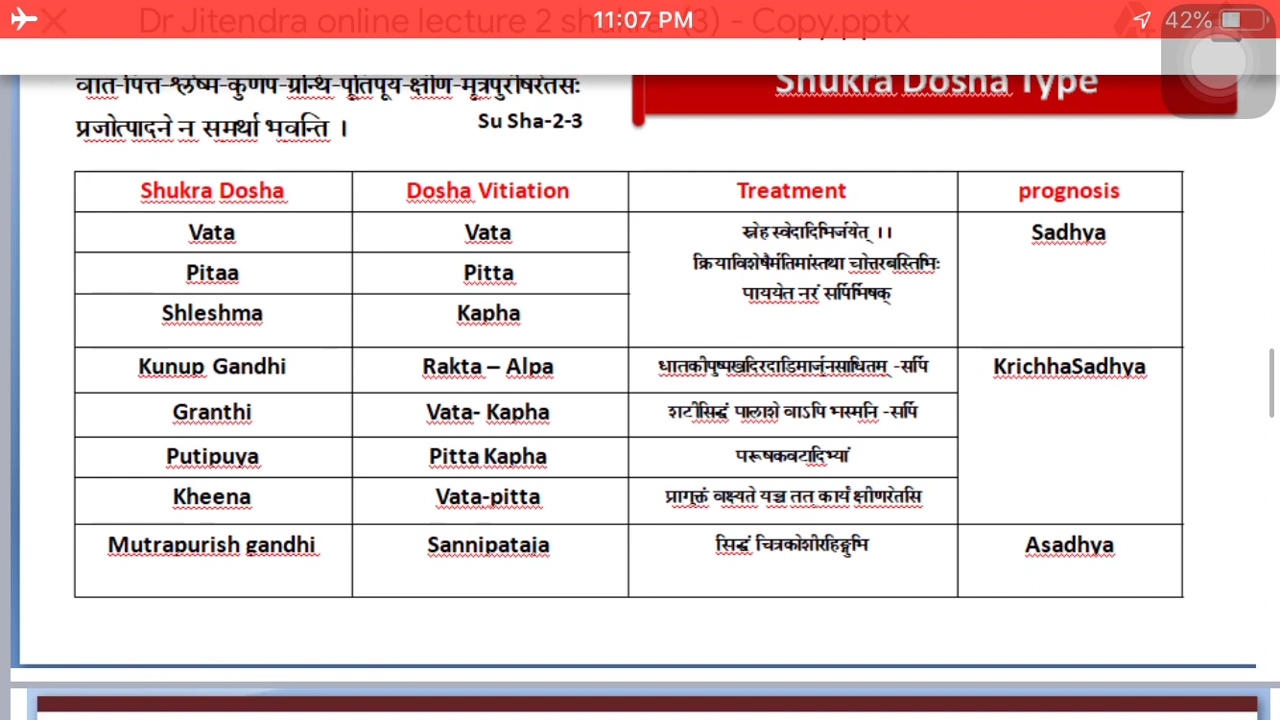 Dr Jitendra online lecture 2 shukra (3) - Copy.pptx
11:07 PM
42%
वात-पित्त-श्लेष्म-कुणप-ग्रन्थि-पूतिपूय-क्षीण-मूत्रपुरीषरेतसः
प्रजोत्पादने न समर्था भवन्ति ।
Su Sha-2-3
Shukra Dosha Type
Shukra Dosha Dosha Vitiation Treatment prognosis
Vata Vata स्नेह स्वेदादिभिर्जयेत् ।। Sadhya
Pitaa Pitta क्रियाविशेषैर्मतिमांस्तथा चोत्तरबस्तिभिः
Shleshma Kapha पाययेत नरं सर्पिर्भिषक्
Kunup Gandhi Rakta – Alpa धातकीपुष्पखदिरदाडिमार्जुनसाधितम् -सर्पि KrichhaSadhya
Granthi Vata- Kapha शटीसिद्धं पालाशे वाऽपि भस्मनि -सर्पि
Putipuya Pitta Kapha परूषकवटादिभ्यां
Kheena Vata-pitta प्रागुक्तं वक्ष्यते यच्च तत् कार्यं क्षीणरेतसि
Mutrapurish gandhi Sannipataja सिद्धं चित्रकोशीरहिङ्गुभि Asadhya